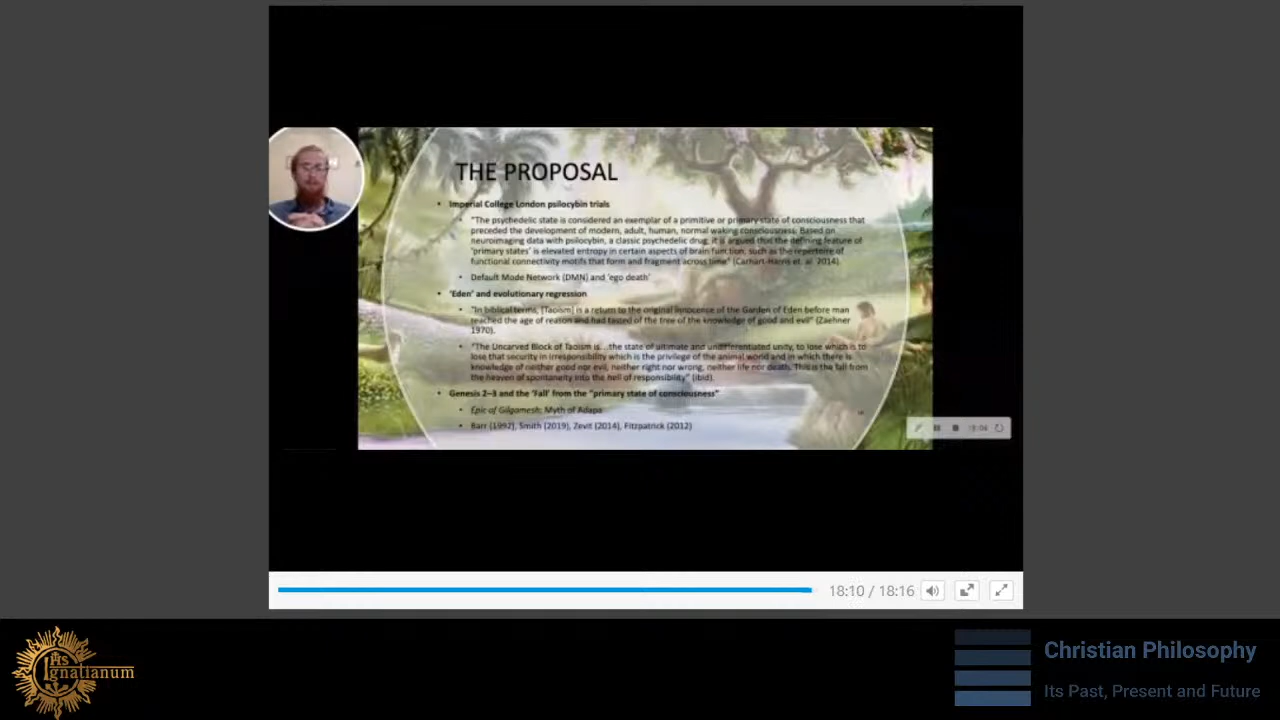 THE PROPOSAL
• Imperial College London psilocybin trials
• "The psychedelic state is considered an exemplar of a primitive or primary state of consciousness that
preceded the development of modern, adult, human, normal waking consciousness. Based on
neuroimaging data with psilocybin, a classic psychedelic drug, it is argued that the defining feature of
'primary states' is elevated entropy in certain aspects of brain function, such as the repertoire of
functional connectivity motifs that form and fragment across time" (Carhart-Harris et. al. 2014).
• Default Mode Network (DMN) and 'ego death'
• 'Eden' and evolutionary regression
• "In biblical terms, [Taoism] is a return to the original innocence of the Garden of Eden before man
reached the age of reason and had tasted of the tree of the knowledge of good and evil" (Zaehner
1970).
• "The Uncarved Block of Taoism is...the state of ultimate and undifferentiated unity, to lose which is to
lose that security in irresponsibility which is the privilege of the animal world and in which there is
knowledge of neither good nor evil, neither right nor wrong, neither life nor death. This is the fall from
the heaven of spontaneity into the hell of responsibility" (ibid).
• Genesis 2–3 and the 'Fall' from the "primary state of consciousness"
• Epic of Gilgamesh; Myth of Adapa
• Barr (1992), Smith (2019), Zevit (2014), Fitzpatrick (2012)
18:10 / 18:16
IHS
Ignatianum
Christian Philosophy
Its Past, Present and Future